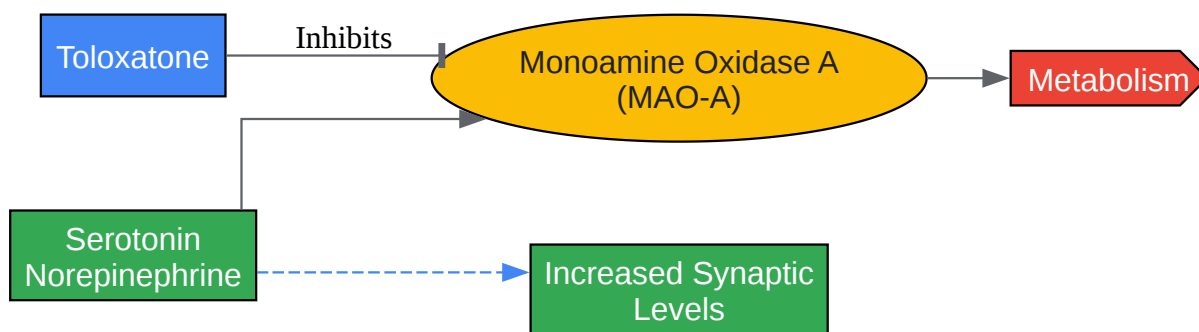 Toloxatone
Inhibits
Monoamine Oxidase A
(MAO-A)
Metabolism
Serotonin
Norepinephrine
Increased Synaptic
Levels